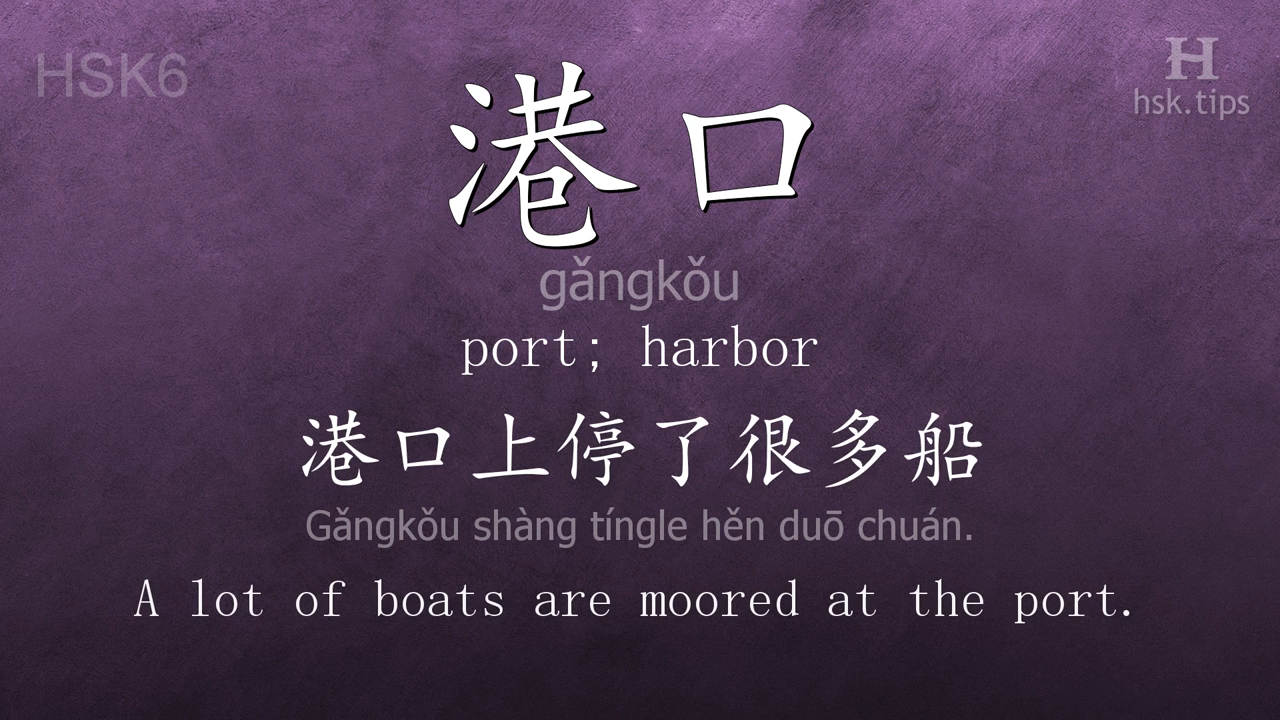 HSK6
H
hsk.tips
港口
gǎngkǒu
port; harbor
港口上停了很多船
Gǎngkǒu shàng tíngle hěn duō chuán.
A lot of boats are moored at the port.